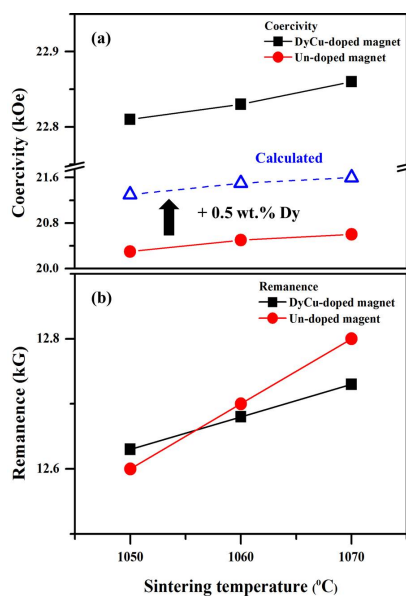 (a)
Coercivity
DyCu-doped magnet
Un-doped magnet
22.9
22.8
Coercivity (kOe)
Calculated
21.6
+ 0.5 wt.% Dy
20.8
20.0
(b)
Remanence
DyCu-doped magnet
Un-doped magent
12.8
Remanence (kG)
12.6
1050
1060
1070
Sintering temperature (°C)